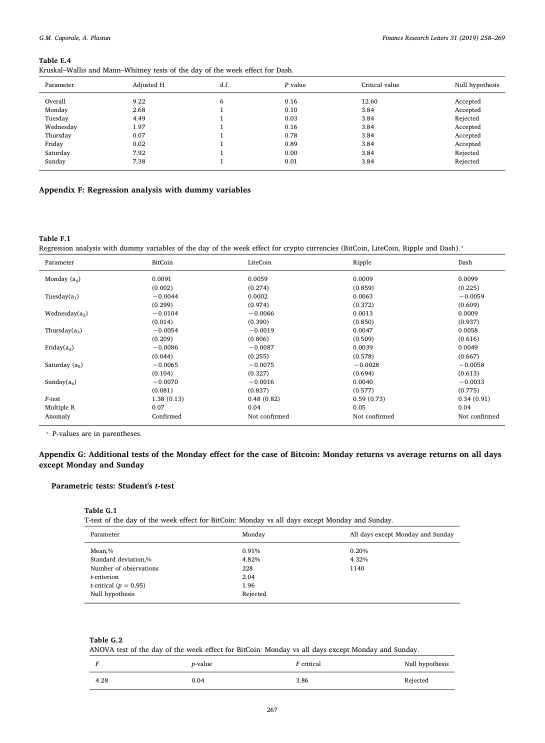 G.M. Caporale, A. Plastun Finance Research Letters 31 (2019) 258–269
Table E.4
Kruskal–Wallis and Mann–Whitney tests of the day of the week effect for Dash.
Parameter Adjusted H d.f. P value Critical value Null hypothesis
Overall 9.22 6 0.16 12.60 Accepted
Monday 2.68 1 0.10 3.84 Accepted
Tuesday 4.49 1 0.03 3.84 Rejected
Wednesday 1.97 1 0.16 3.84 Accepted
Thursday 0.07 1 0.78 3.84 Accepted
Friday 0.02 1 0.89 3.84 Accepted
Saturday 7.92 1 0.00 3.84 Rejected
Sunday 7.38 1 0.01 3.84 Rejected
Appendix F: Regression analysis with dummy variables
Table F.1
Regression analysis with dummy variables of the day of the week effect for crypto currencies (BitCoin, LiteCoin, Ripple and Dash).*
Parameter BitCoin LiteCoin Ripple Dash
Monday (a₀) 0.0091 0.0059 0.0009 0.0099
(0.002) (0.274) (0.859) (0.225)
Tuesday(a₁) −0.0044 0.0002 0.0063 −0.0059
(0.299) (0.974) (0.372) (0.609)
Wednesday(a₂) −0.0104 −0.0066 0.0013 0.0009
(0.014) (0.390) (0.850) (0.937)
Thursday(a₃) −0.0054 −0.0019 0.0047 0.0058
(0.209) (0.806) (0.509) (0.616)
Friday(a₄) −0.0086 −0.0087 0.0039 0.0049
(0.044) (0.255) (0.578) (0.667)
Saturday (a₅) −0.0065 −0.0075 −0.0028 −0.0058
(0.104) (0.327) (0.694) (0.613)
Sunday(a₆) −0.0070 −0.0016 0.0040 −0.0033
(0.081) (0.837) (0.577) (0.775)
F-test 1.38 (0.13) 0.48 (0.82) 0.59 (0.73) 0.34 (0.91)
Multiple R 0.07 0.04 0.05 0.04
Anomaly Confirmed Not confirmed Not confirmed Not confirmed
* P-values are in parentheses.
Appendix G: Additional tests of the Monday effect for the case of Bitcoin: Monday returns vs average returns on all days
except Monday and Sunday
Parametric tests: Student's t-test
Table G.1
T-test of the day of the week effect for BitCoin: Monday vs all days except Monday and Sunday.
Parameter Monday All days except Monday and Sunday
Mean,% 0.91% 0.20%
Standard deviation,% 4.82% 4.32%
Number of observations 228 1140
t-criterion 2.04
t-critical (p = 0,95) 1.96
Null hypothesis Rejected
Table G.2
ANOVA test of the day of the week effect for BitCoin: Monday vs all days except Monday and Sunday.
F p-value F critical Null hypothesis
4.28 0.04 3.86 Rejected
267